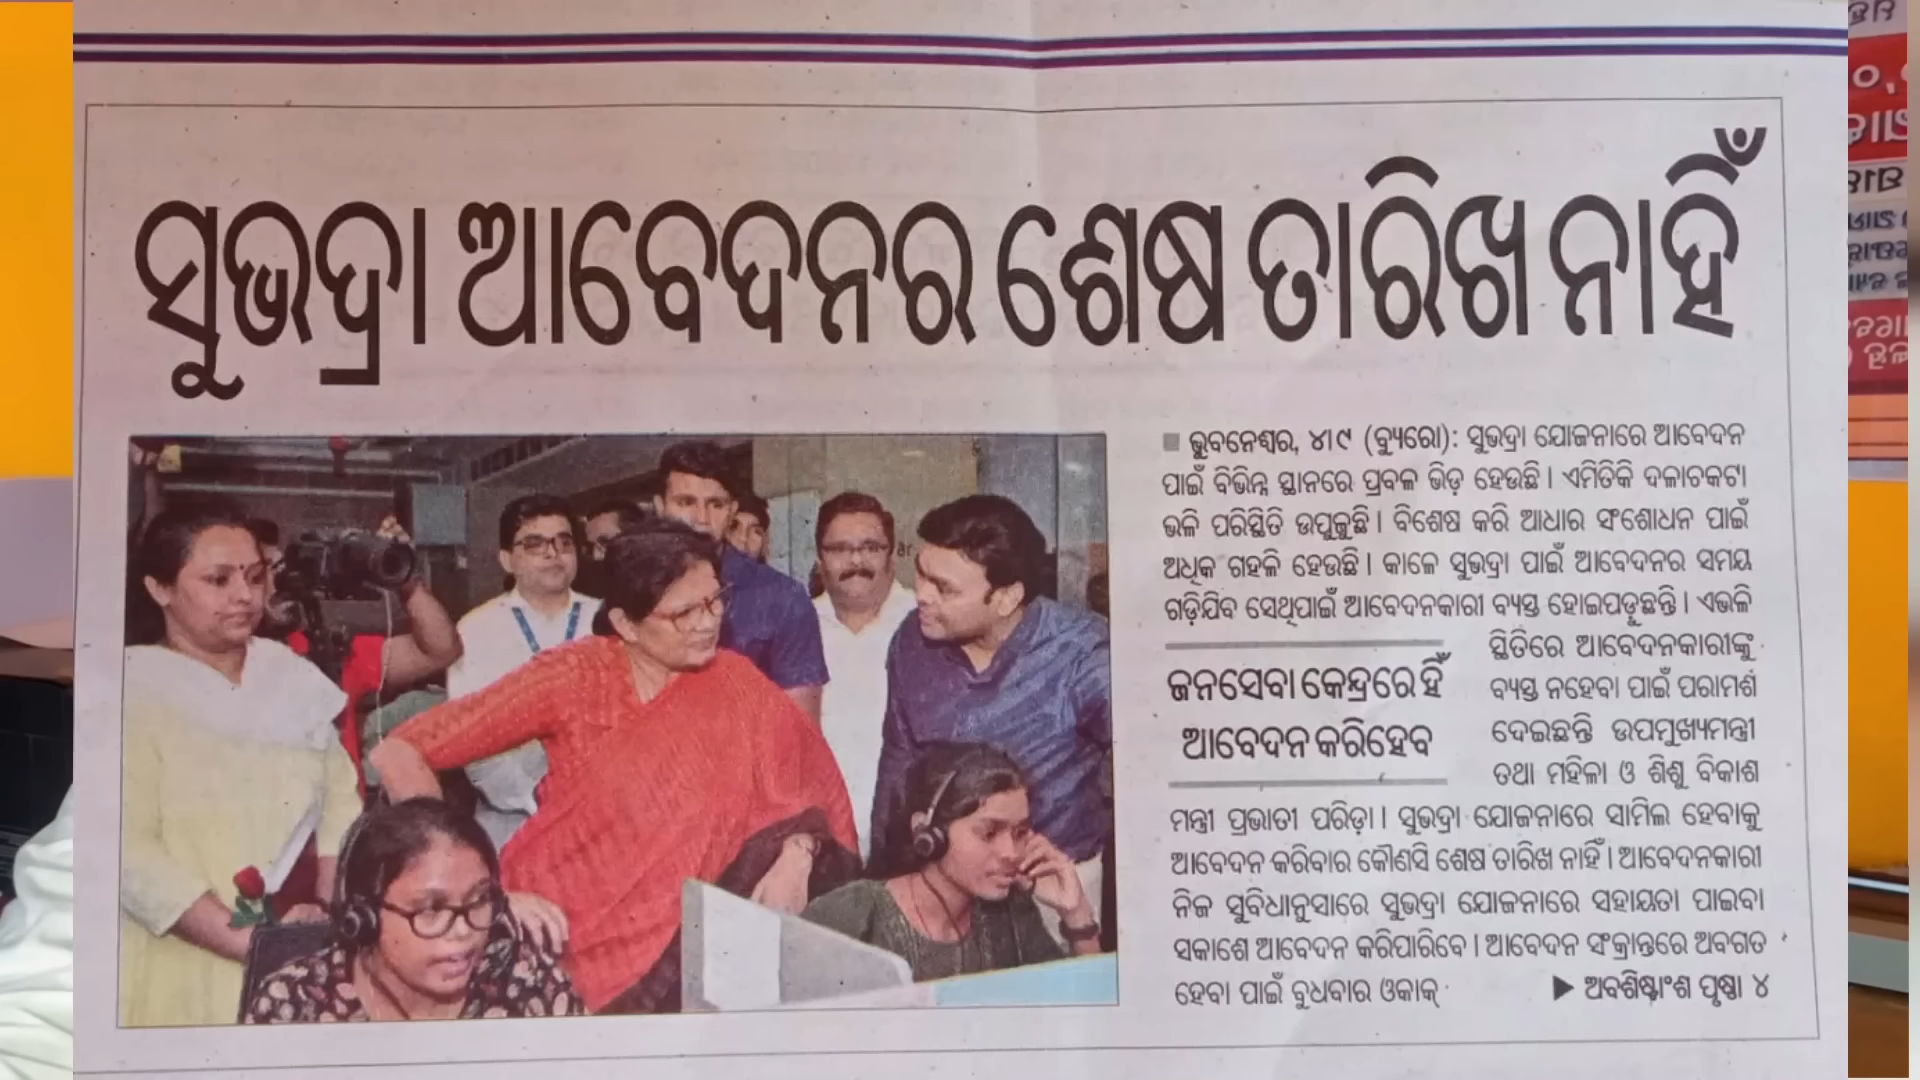 ସୁଭଦ୍ରା ଆବେଦନର ଶେଷ ତାରିଖ ନାହିଁ
ଭୁବନେଶ୍ୱର, ୪ା୯ (ବ୍ୟୁରୋ): ସୁଭଦ୍ରା ଯୋଜନାରେ ଆବେଦନ
ପାଇଁ ବିଭିନ୍ନ ସ୍ଥାନରେ ପ୍ରବଳ ଭିଡ଼ ହେଉଛି । ଏମିତିକି ଦଳାଚକଟା
ଭଳି ପରିସ୍ଥିତି ଉପୁଜୁଛି । ବିଶେଷ କରି ଆଧାର ସଂଶୋଧନ ପାଇଁ
ଅଧିକ ଗହଳି ହେଉଛି । କାଳେ ସୁଭଦ୍ରା ପାଇଁ ଆବେଦନର ସମୟ
ଗଡ଼ିଯିବ ସେଥିପାଇଁ ଆବେଦନକାରୀ ବ୍ୟସ୍ତ ହୋଇପଡୁଛନ୍ତି । ଏଭଳି
ସ୍ଥିତିରେ ଆବେଦନକାରୀଙ୍କୁ
ବ୍ୟସ୍ତ ନହେବା ପାଇଁ ପରାମର୍ଶ
ଦେଇଛନ୍ତି ଉପମୁଖ୍ୟମନ୍ତ୍ରୀ
ତଥା ମହିଳା ଓ ଶିଶୁ ବିକାଶ
ଜନସେବା କେନ୍ଦ୍ରରେ ହିଁ
ଆବେଦନ କରିହେବ
ମନ୍ତ୍ରୀ ପ୍ରଭାତୀ ପରିଡ଼ା । ସୁଭଦ୍ରା ଯୋଜନାରେ ସାମିଲ ହେବାକୁ
ଆବେଦନ କରିବାର କୌଣସି ଶେଷ ତାରିଖ ନାହିଁ । ଆବେଦନକାରୀ
ନିଜ ସୁବିଧାନୁସାରେ ସୁଭଦ୍ରା ଯୋଜନାରେ ସହାୟତା ପାଇବା
ସକାଶେ ଆବେଦନ କରିପାରିବେ । ଆବେଦନ ସଂକ୍ରାନ୍ତରେ ଅବଗତ
ହେବା ପାଇଁ ବୁଧବାର ଓକାକ୍
▶ ଅବଶିଷ୍ଟାଂଶ ପୃଷ୍ଠା ୪